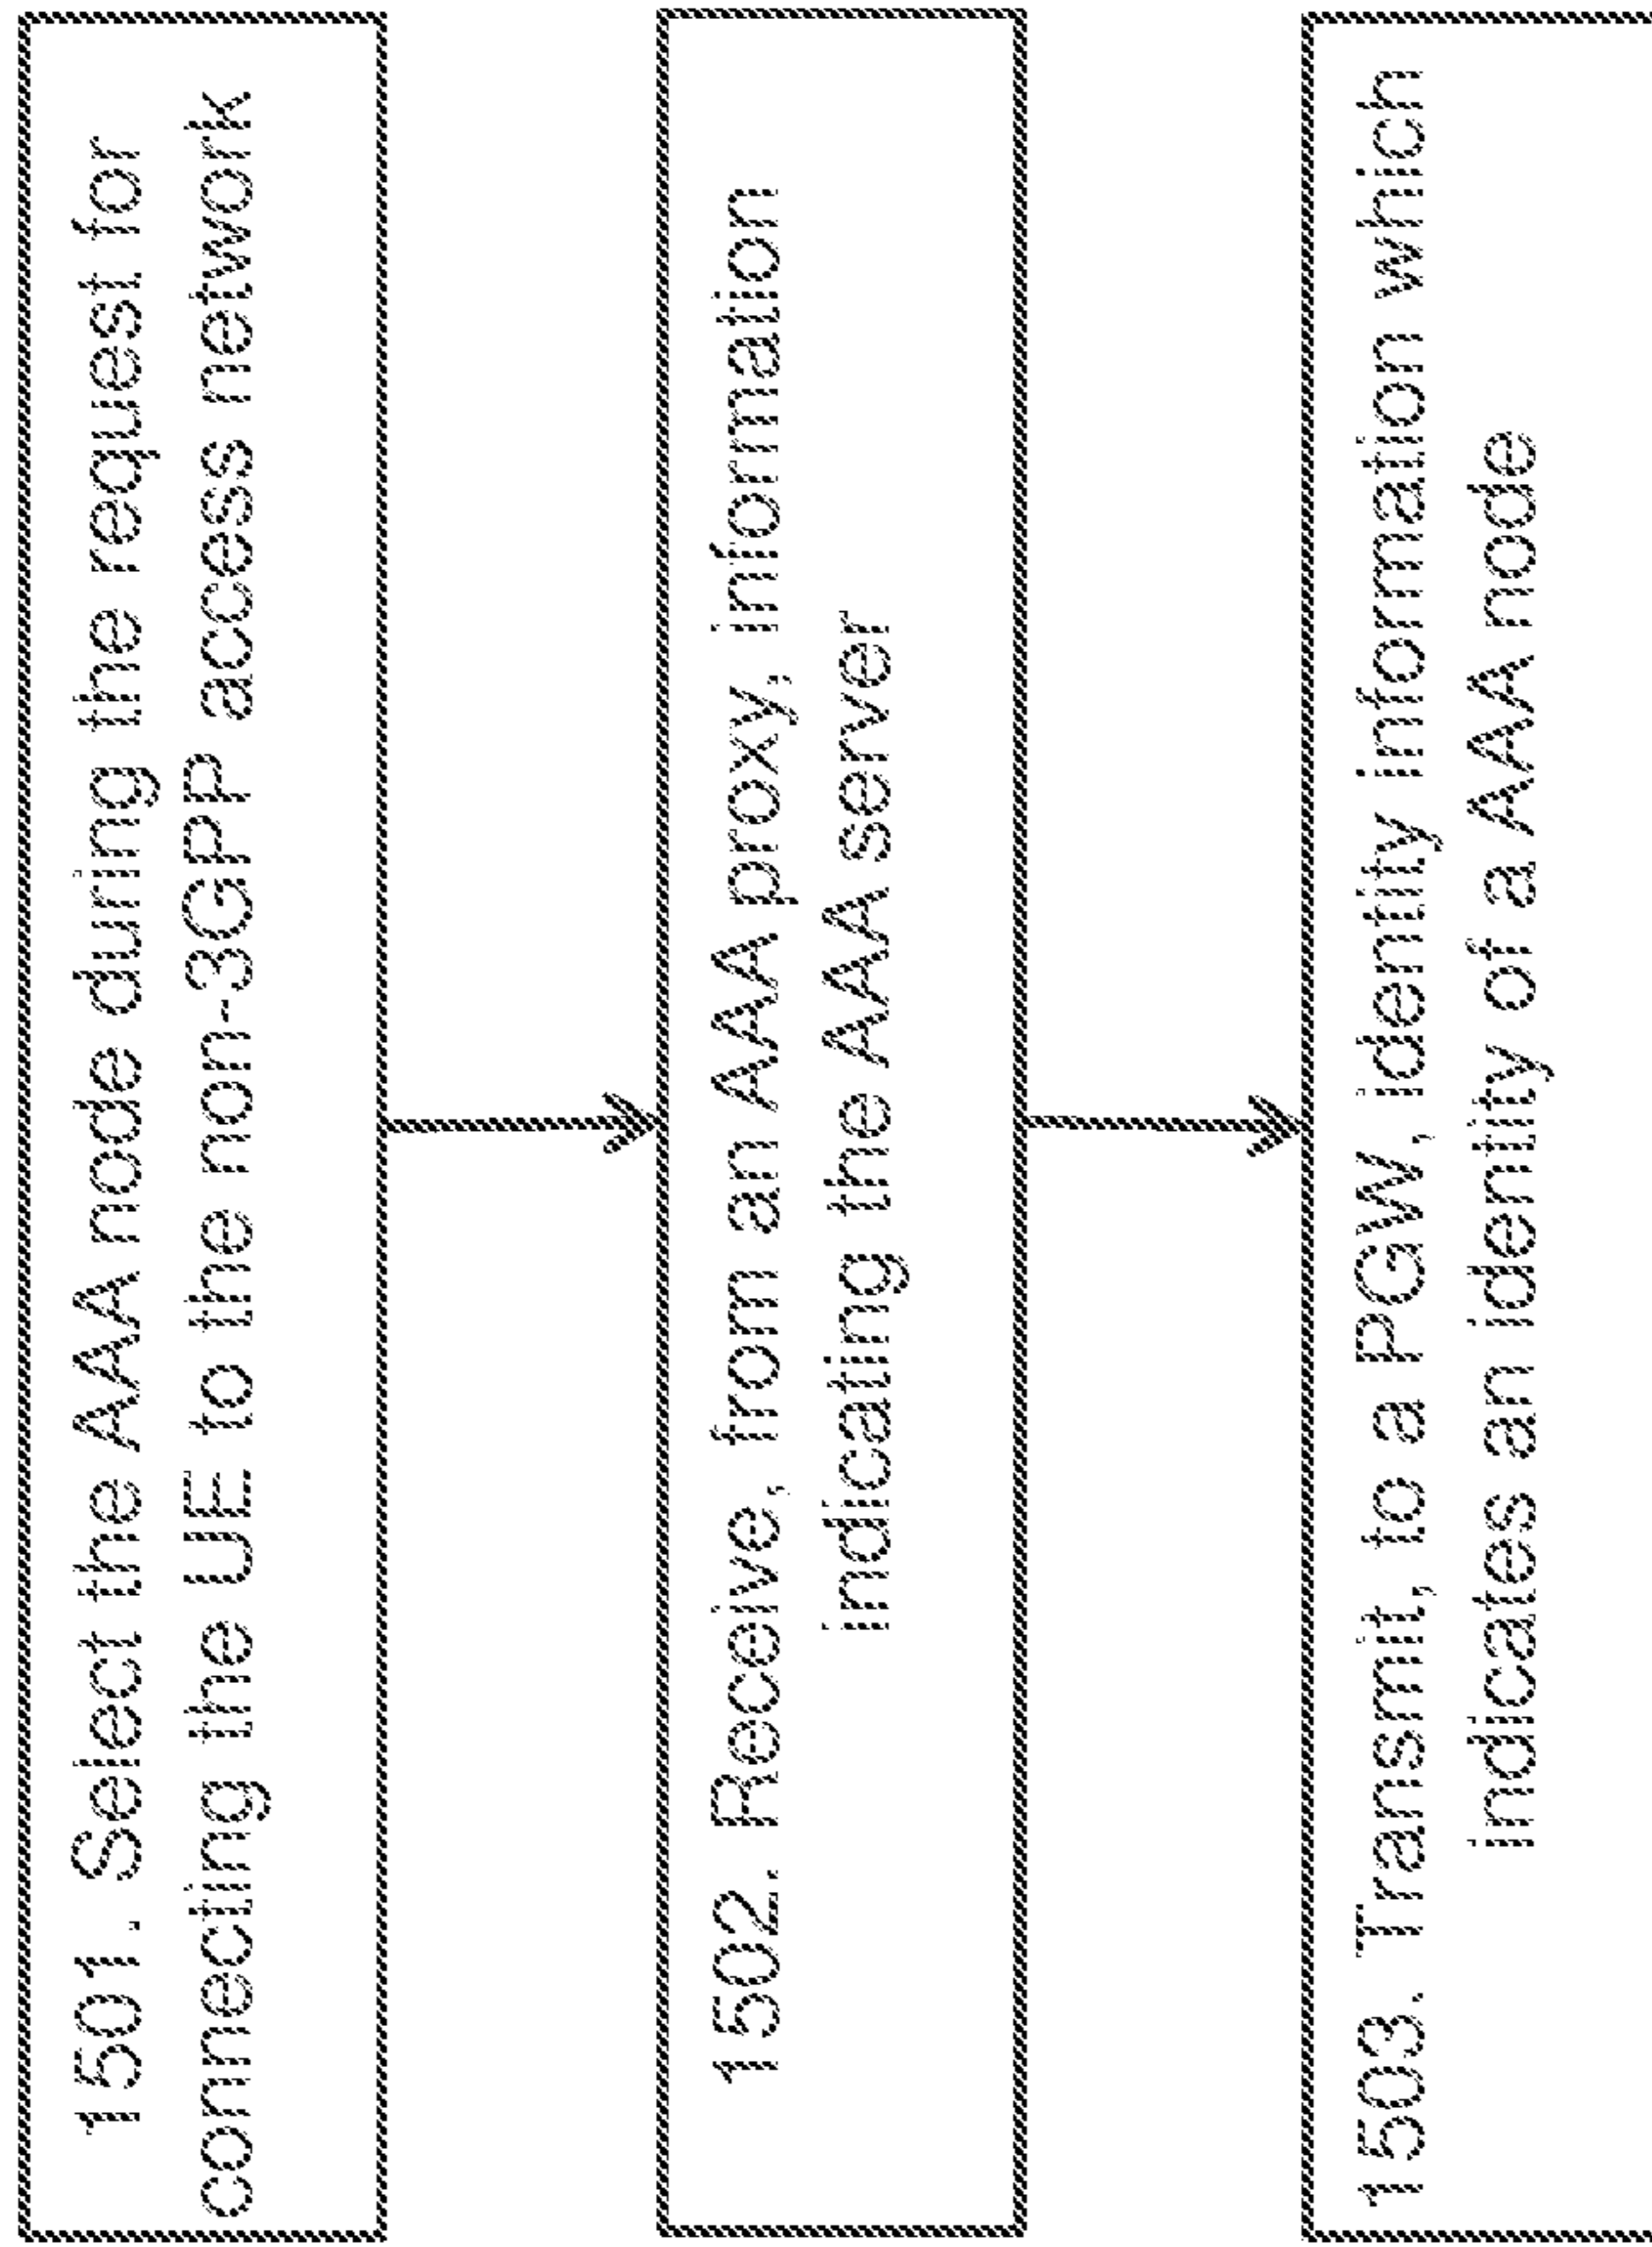 1501. Select the AAA node during the request for
connecting the UE to the non-3GPP access network
1502. Receive, from an AAA proxy, information
indicating the AAA server
1503. Transmit, to a PGW, identity information which
indicates an identity of a AAA node